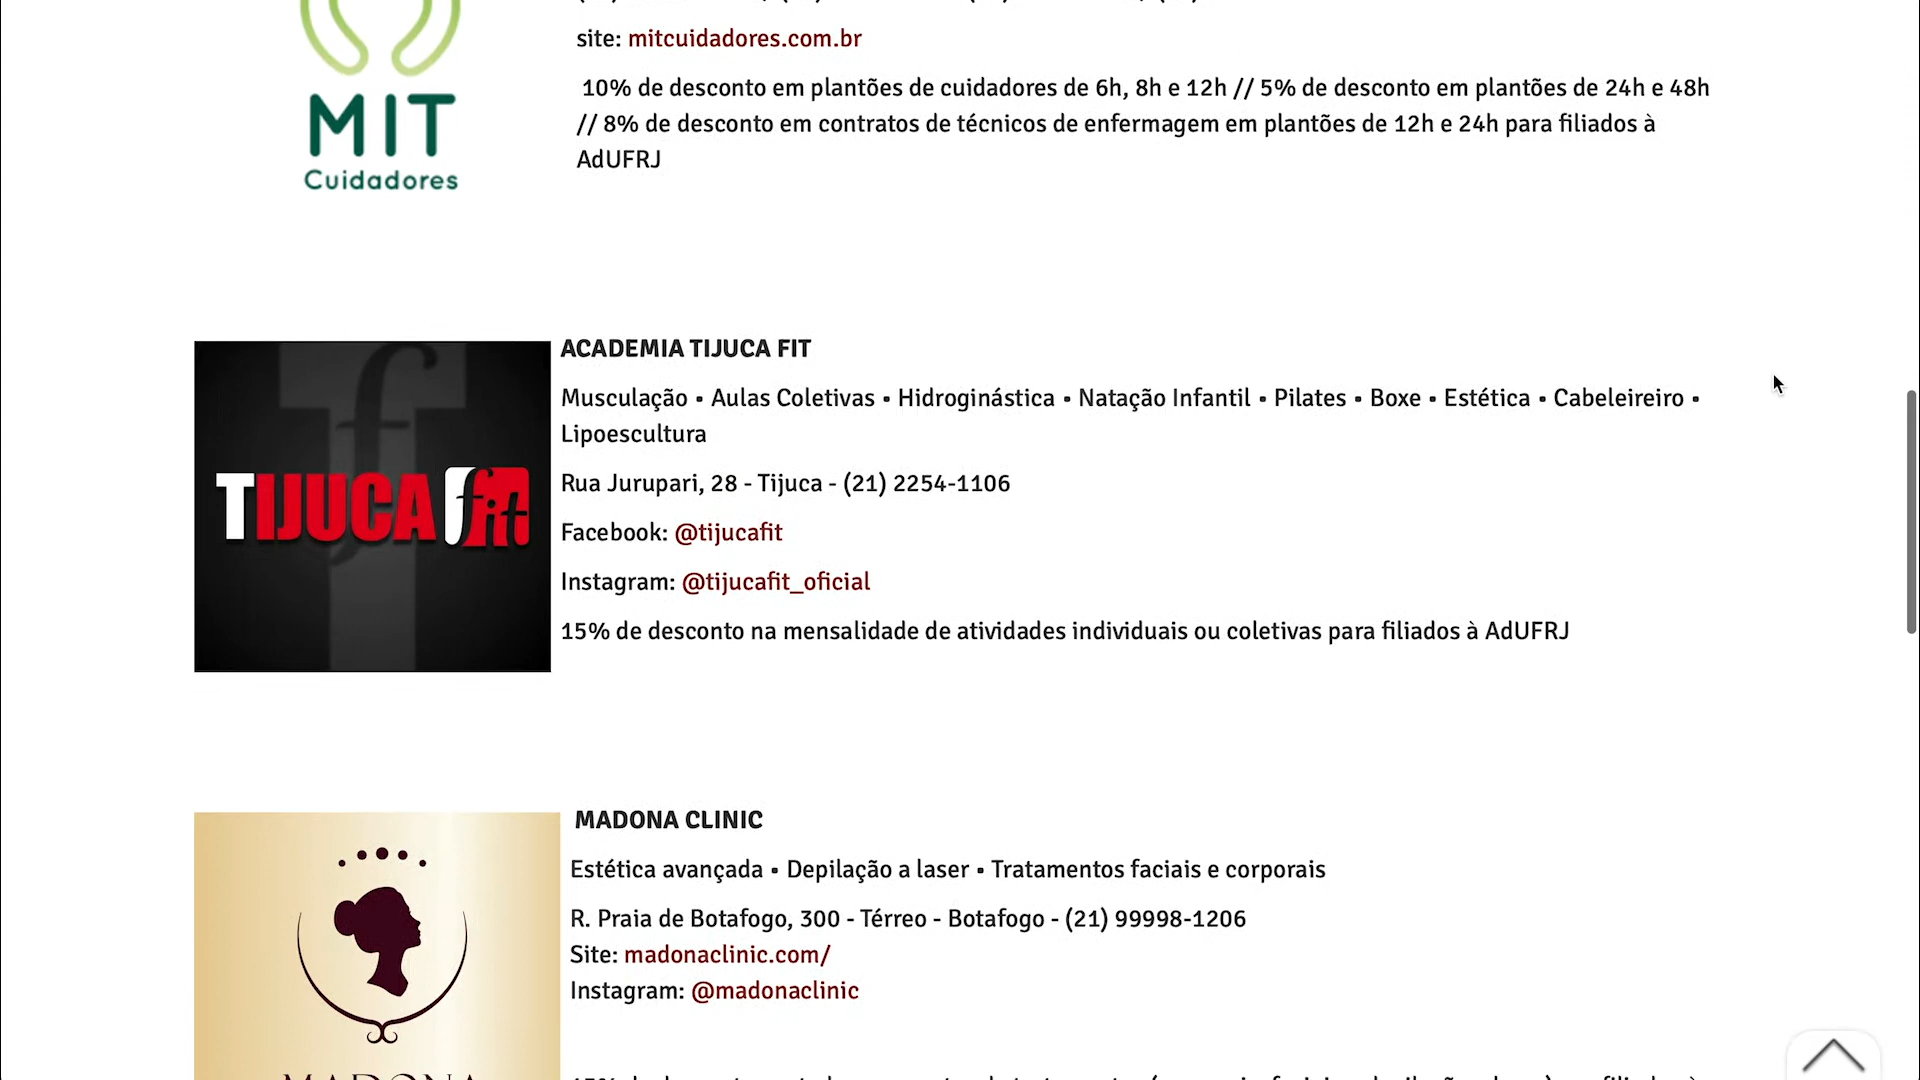 site: mitcuidadores.com.br
10% de desconto em plantões de cuidadores de 6h, 8h e 12h // 5% de desconto em plantões de 24h e 48h
// 8% de desconto em contratos de técnicos de enfermagem em plantões de 12h e 24h para filiados à
AdUFRJ
MIT
Cuidadores
ACADEMIA TIJUCA FIT
Musculação • Aulas Coletivas • Hidroginástica • Natação Infantil • Pilates • Boxe • Estética • Cabeleireiro •
Lipoescultura
Rua Jurupari, 28 - Tijuca - (21) 2254-1106
Facebook: @tijucafit
Instagram: @tijucafit_oficial
15% de desconto na mensalidade de atividades individuais ou coletivas para filiados à AdUFRJ
TIJUCA fit
MADONA CLINIC
Estética avançada • Depilação a laser • Tratamentos faciais e corporais
R. Praia de Botafogo, 300 - Térreo - Botafogo - (21) 99998-1206
Site: madonaclinic.com/
Instagram: @madonaclinic
MADONA